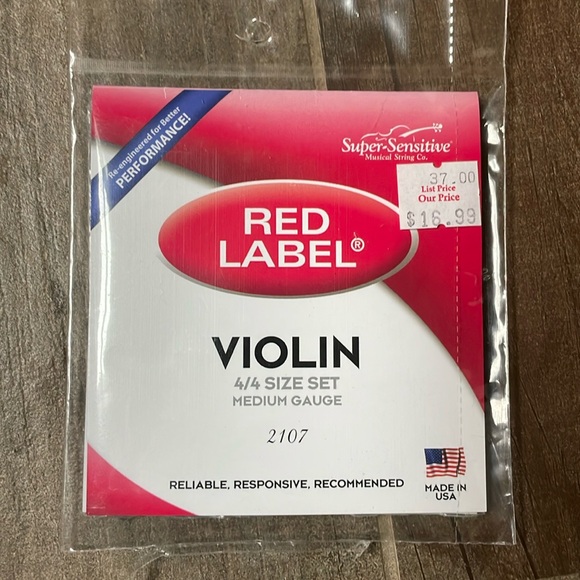 Re-engineered for Better
PERFORMANCE!
Super-Sensitive
Musical String Co.
37.00
List Price
Our Price
$16.99
RED
LABEL®
VIOLIN
4/4 SIZE SET
MEDIUM GAUGE
2107
RELIABLE, RESPONSIVE, RECOMMENDED
MADE IN
USA